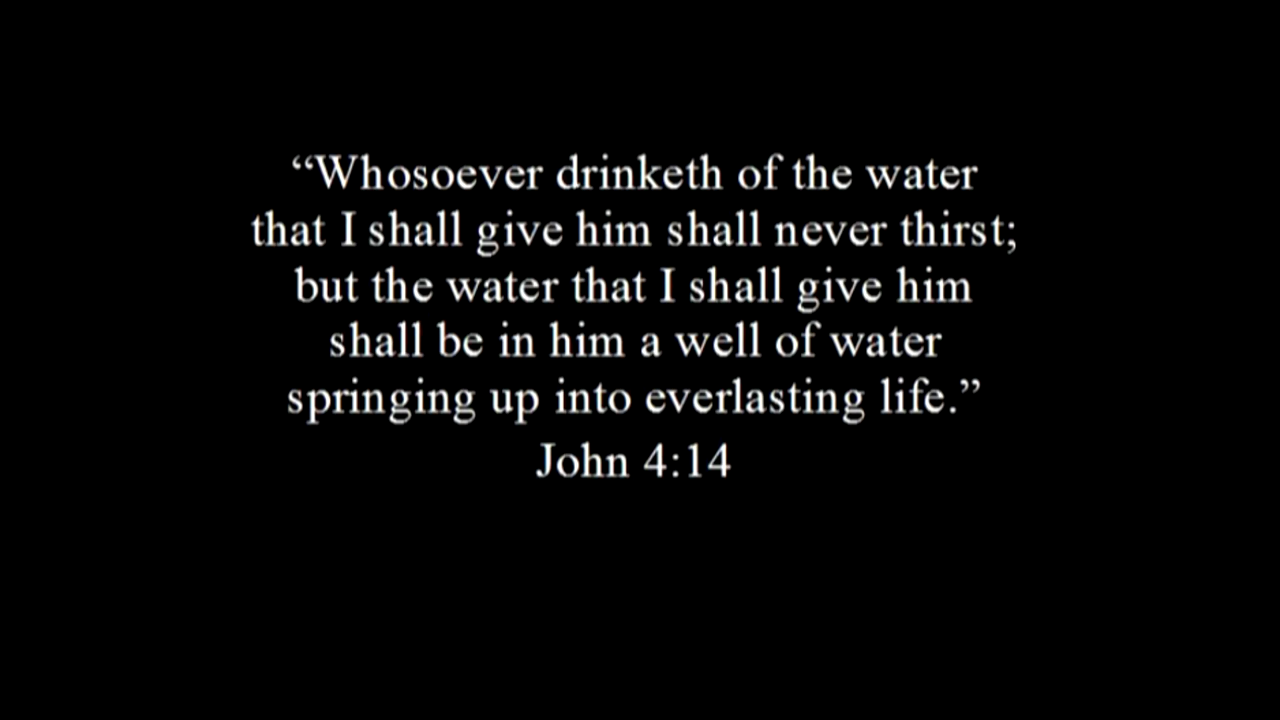 “Whosoever drinketh of the water
that I shall give him shall never thirst;
but the water that I shall give him
shall be in him a well of water
springing up into everlasting life.”
John 4:14